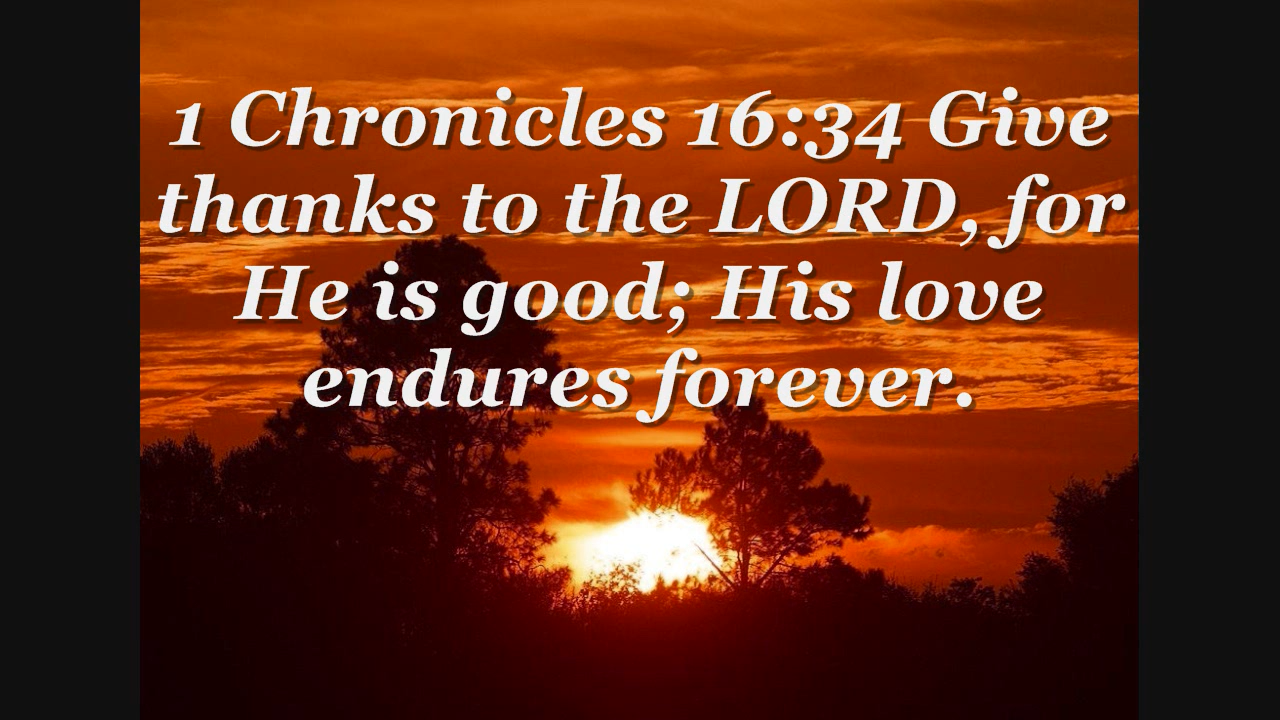 1 Chronicles 16:34 Give
thanks to the LORD, for
He is good; His love
endures forever.